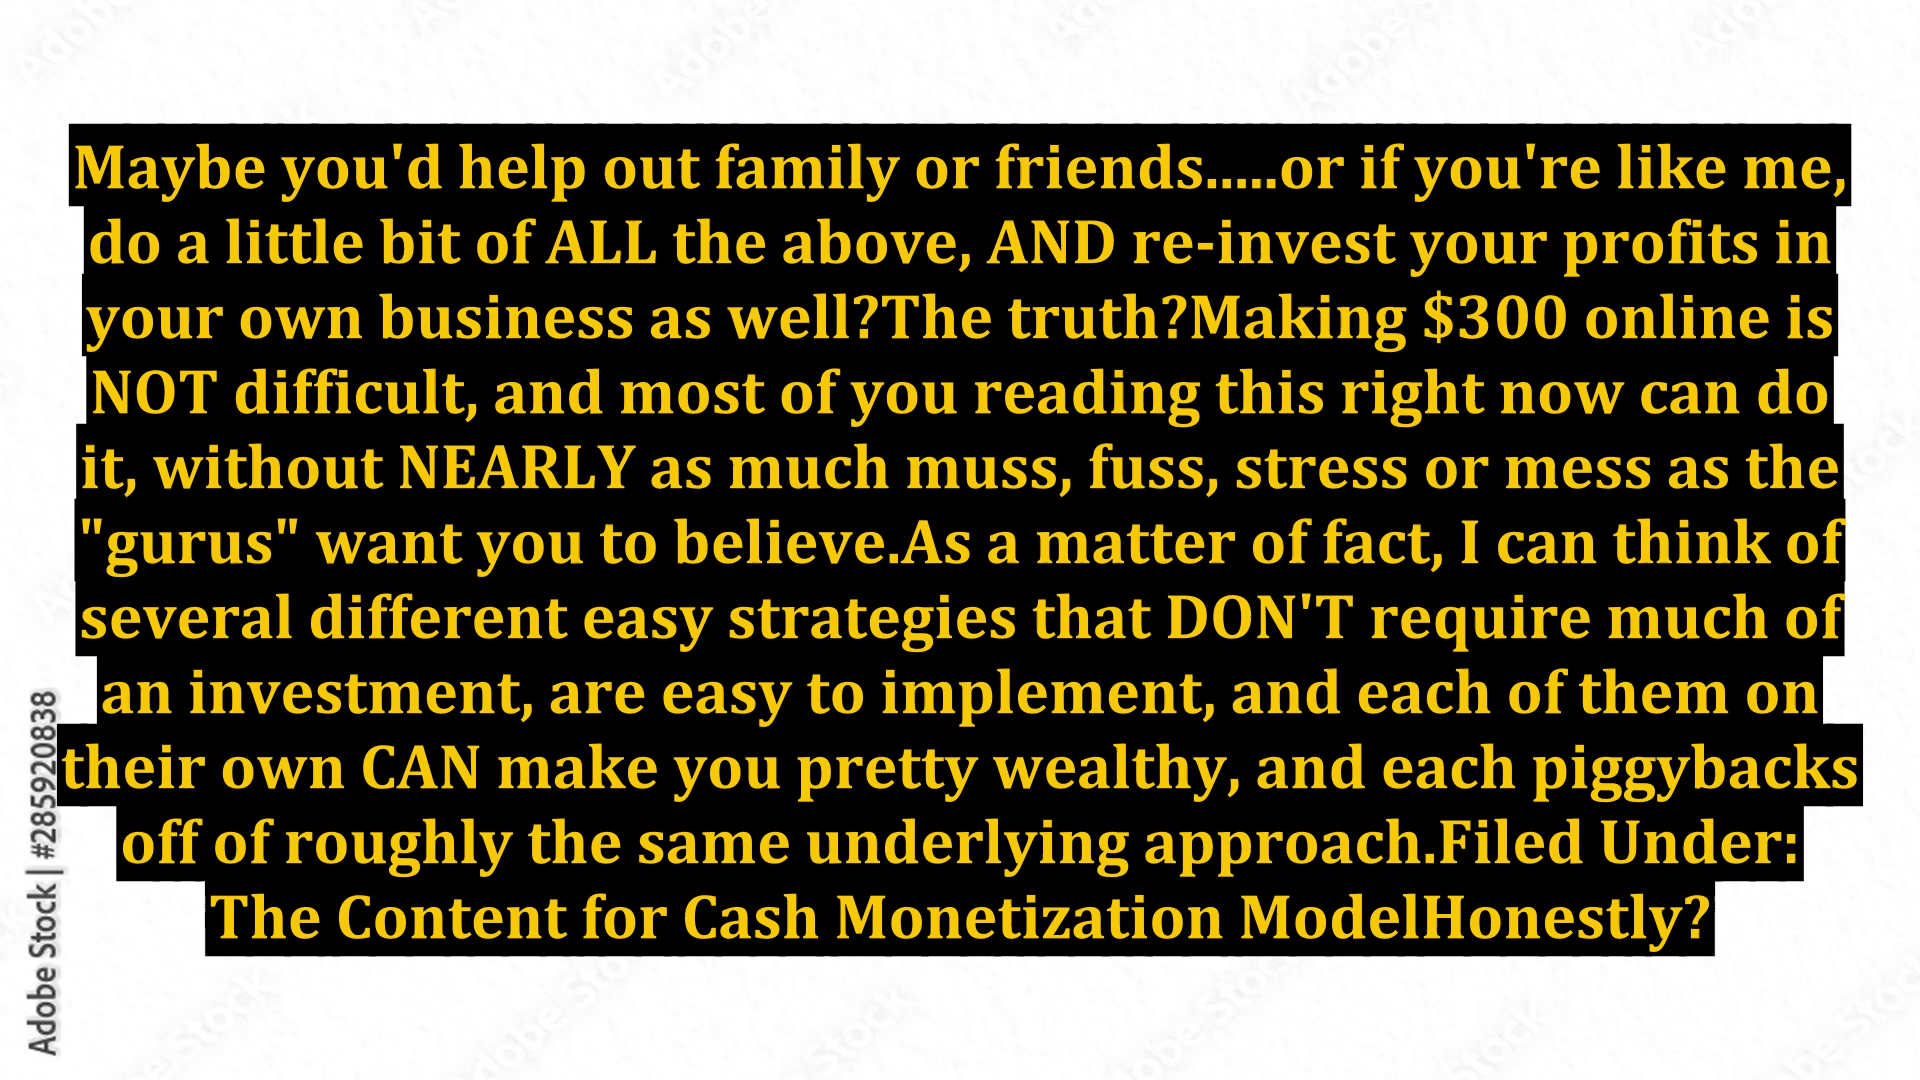 Maybe you'd help out family or friends.....or if you're like me,
do a little bit of ALL the above, AND re-invest your profits in
your own business as well?The truth?Making $300 online is
NOT difficult, and most of you reading this right now can do
it, without NEARLY as much muss, fuss, stress or mess as the
"gurus" want you to believe.As a matter of fact, I can think of
several different easy strategies that DON'T require much of
an investment, are easy to implement, and each of them on
their own CAN make you pretty wealthy, and each piggybacks
off of roughly the same underlying approach.Filed Under:
The Content for Cash Monetization ModelHonestly?
Adobe Stock | #285920838